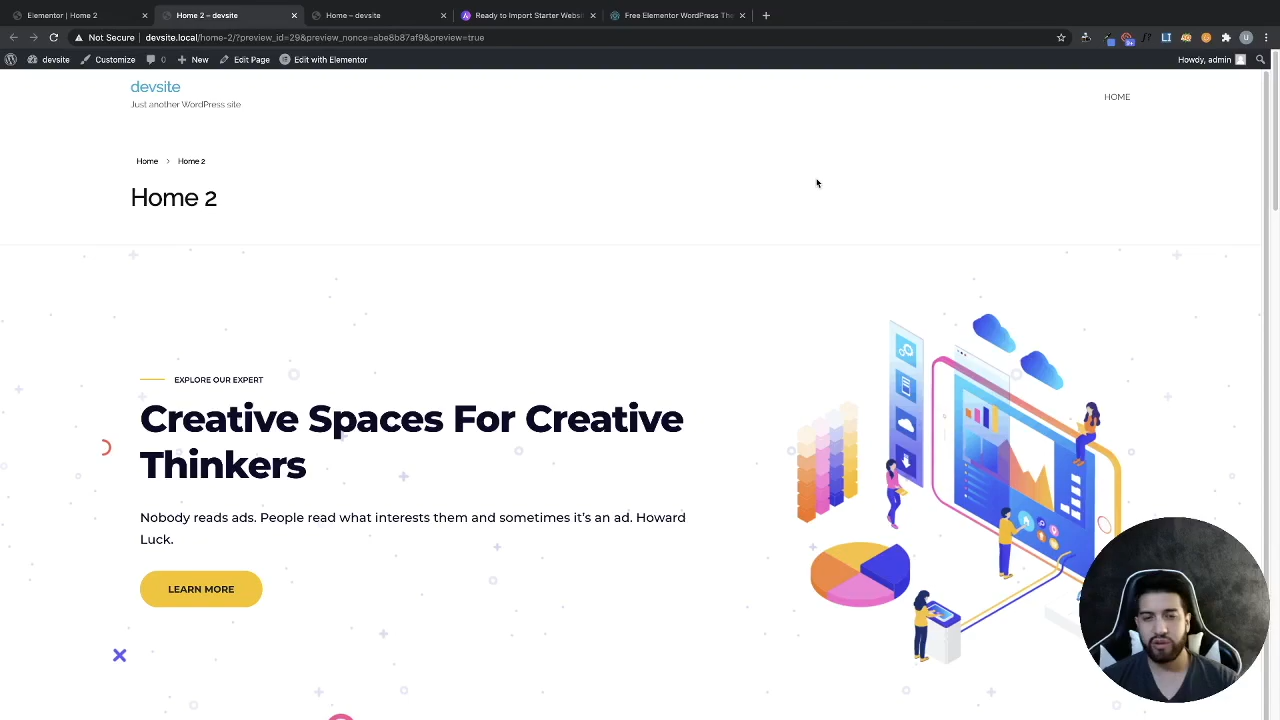 Elementor | Home 2
Home 2 – devsite
Home – devsite
Ready to Import Starter Websi
Free Elementor WordPress The
Not Secure
devsite.local/home-2/?preview_id=29&preview_nonce=abe8b87af9&preview=true
devsite
Customize
0
New
Edit Page
Edit with Elementor
Howdy, admin
devsite
Just another WordPress site
HOME
Home > Home 2
Home 2
EXPLORE OUR EXPERT
Creative Spaces For Creative
Thinkers
Nobody reads ads. People read what interests them and sometimes it's an ad. Howard
Luck.
LEARN MORE